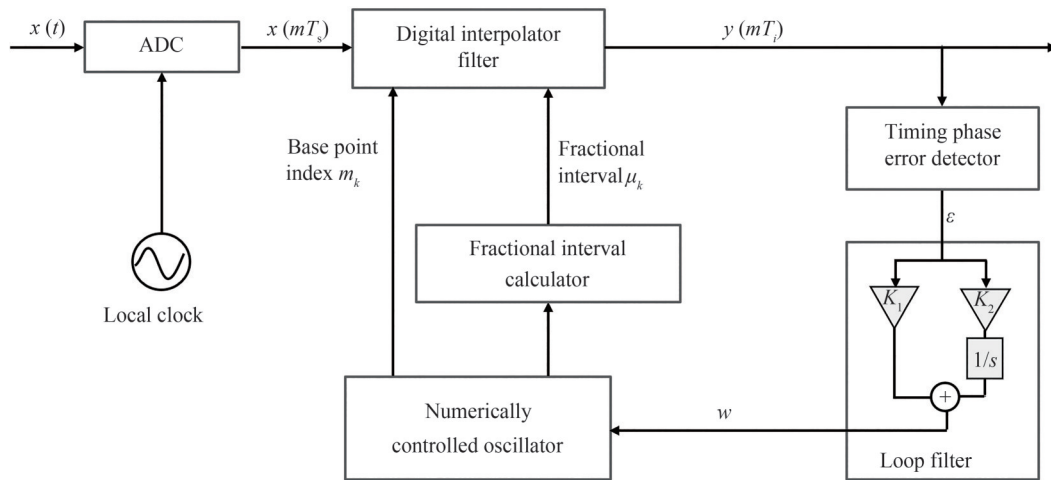 x (t)
ADC
x (mTs)
Digital interpolator
filter
y (mTi)
Base point
index mk
Fractional
interval μk
Timing phase
error detector
ε
Fractional interval
calculator
Local clock
K1
K2
1/s
+
Numerically
controlled oscillator
w
Loop filter